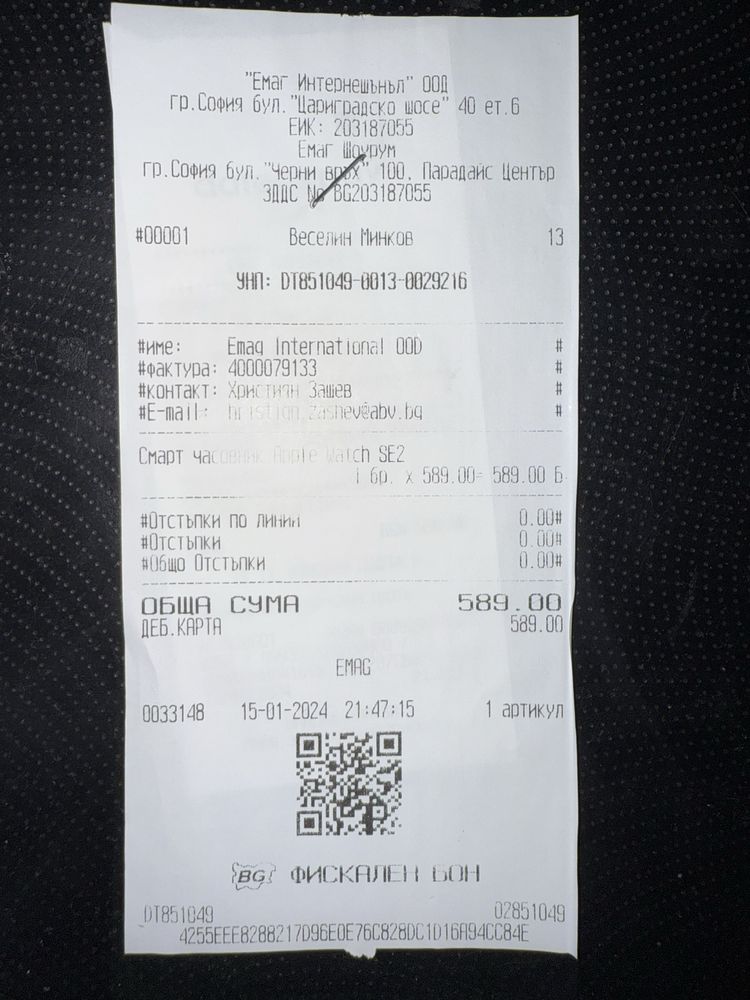 "Емаг Интернешънъл" ООД
гр.София бул."Цариградско шосе" 40 ет.6
ЕИК: 203187055
Емаг Шоурум
гр.София бул."Черни връх" 100, Парадайс Център
ЗДДС № BG203187055
#00001 Веселин Минков 13
УНП: DT851049-0013-0029216
#име: Emag International OOD #
#фактура: 4000079133 #
#контакт: Християн Зашев #
#E-mail: hristian.zashev@abv.bg #
Смарт часовник Apple Watch SE2
1 бр. x 589.00= 589.00 Б
#Отстъпки по линии 0.00#
#Отстъпки 0.00#
#Общо Отстъпки 0.00#
ОБЩА СУМА 589.00
ДЕБ.КАРТА 589.00
EMAG
0033148 15-01-2024 21:47:15 1 артикул
BG ФИСКАЛЕН БОН
DT851049 02851049
4255EEE8288217D96E0E76C828DC1D16A94CC84E